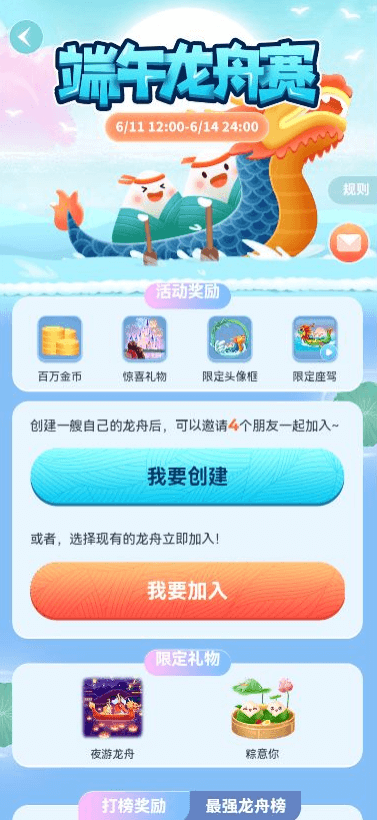 端午龙舟赛
6/11 12:00-6/14 24:00
规则
活动奖励
百万金币
惊喜礼物
限定头像框
限定座驾
创建一艘自己的龙舟后，可以邀请4个朋友一起加入~
我要创建
或者，选择现有的龙舟立即加入！
我要加入
限定礼物
夜游龙舟
粽意你
打榜奖励
最强龙舟榜